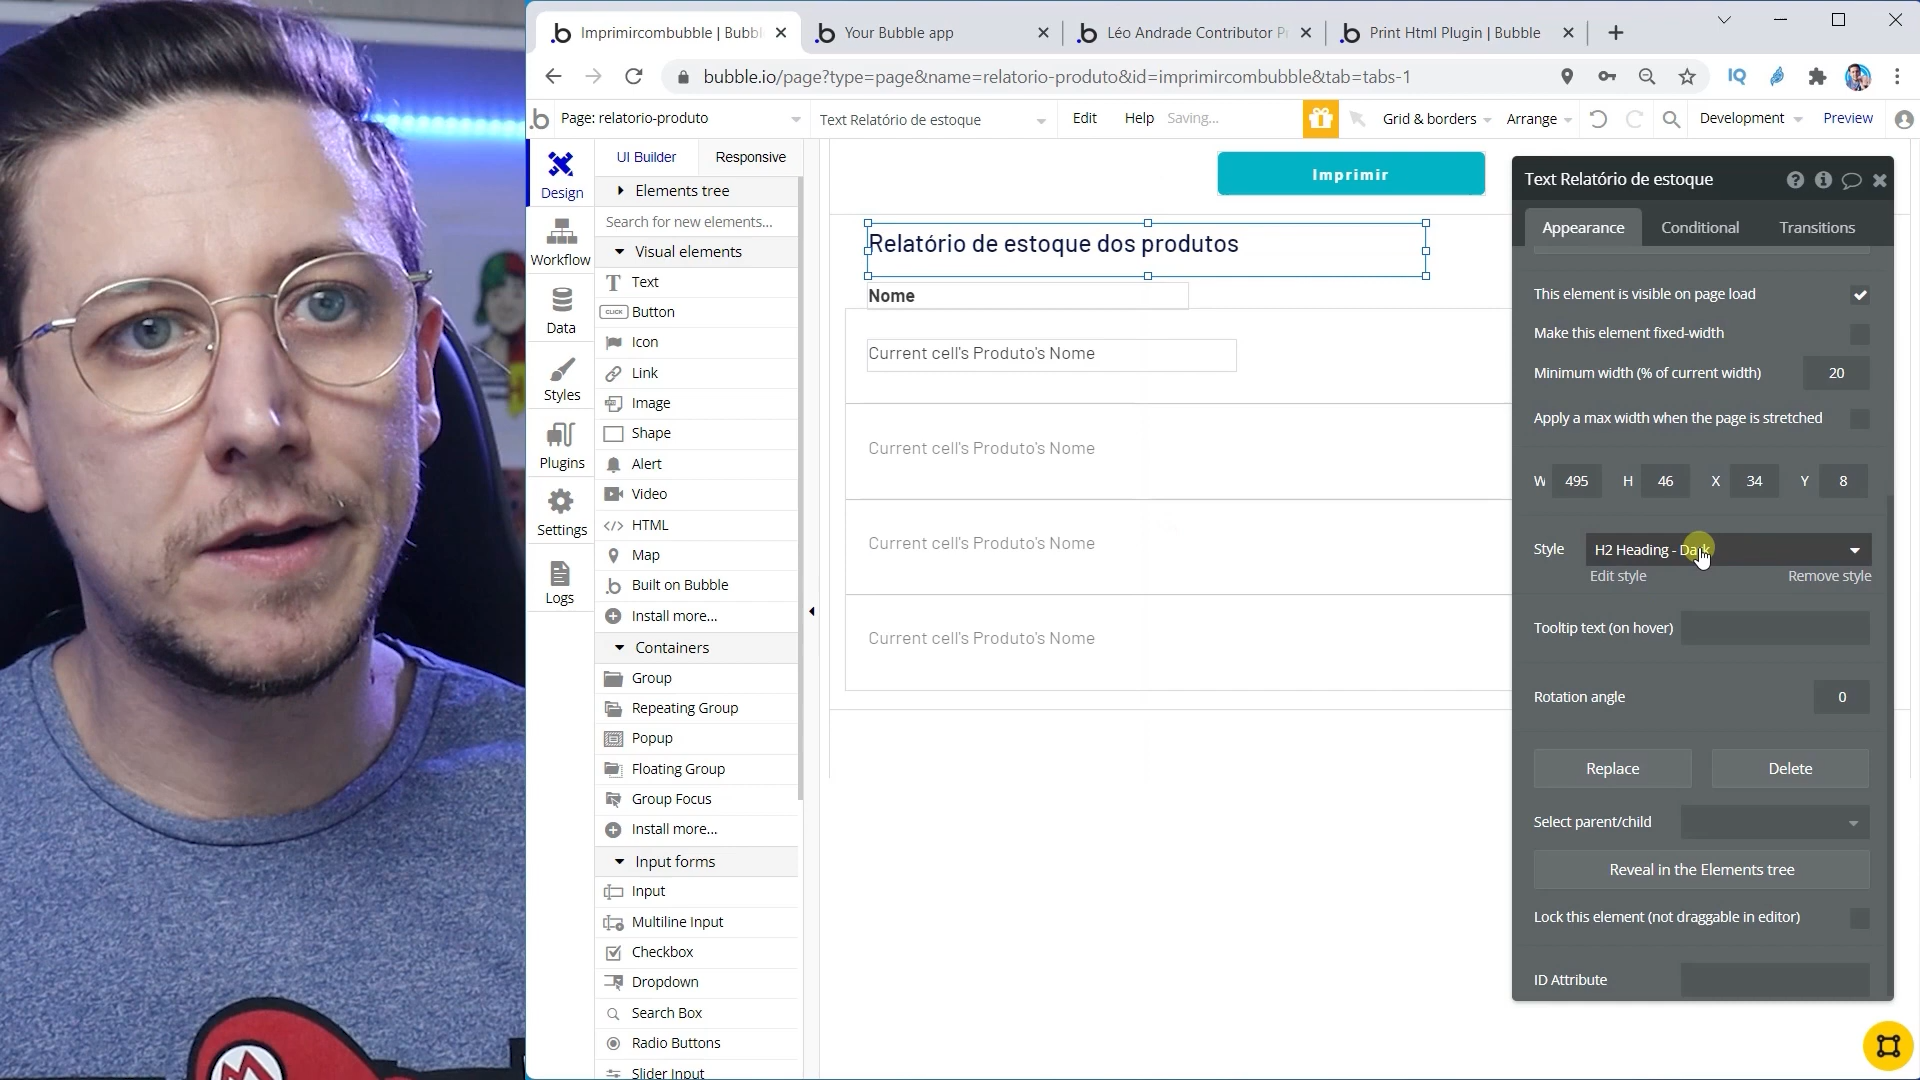 Imprimircombubble | Bubbl
Your Bubble app
Léo Andrade Contributor P
Print Html Plugin | Bubble
bubble.io/page?type=page&name=relatorio-produto&id=imprimircombubble&tab=tabs-1
IQ
Page: relatorio-produto
Text Relatório de estoque
Edit
Help
Saving...
Grid & borders
Arrange
Development
Preview
Design
Workflow
Data
Styles
Plugins
Settings
Logs
UI Builder
Responsive
Elements tree
Search for new elements...
Visual elements
Text
CLICK Button
Icon
Link
Image
Shape
Alert
Video
HTML
Map
Built on Bubble
Install more...
Containers
Group
Repeating Group
Popup
Floating Group
Group Focus
Install more...
Input forms
Input
Multiline Input
Checkbox
Dropdown
Search Box
Radio Buttons
Slider Input
Imprimir
Relatório de estoque dos produtos
Nome
Current cell's Produto's Nome
Current cell's Produto's Nome
Current cell's Produto's Nome
Current cell's Produto's Nome
Text Relatório de estoque
Appearance
Conditional
Transitions
This element is visible on page load
Make this element fixed-width
Minimum width (% of current width) 20
Apply a max width when the page is stretched
W 495 H 46 X 34 Y 8
Style H2 Heading - Dark
Edit style
Remove style
Tooltip text (on hover)
Rotation angle 0
Replace
Delete
Select parent/child
Reveal in the Elements tree
Lock this element (not draggable in editor)
ID Attribute
M